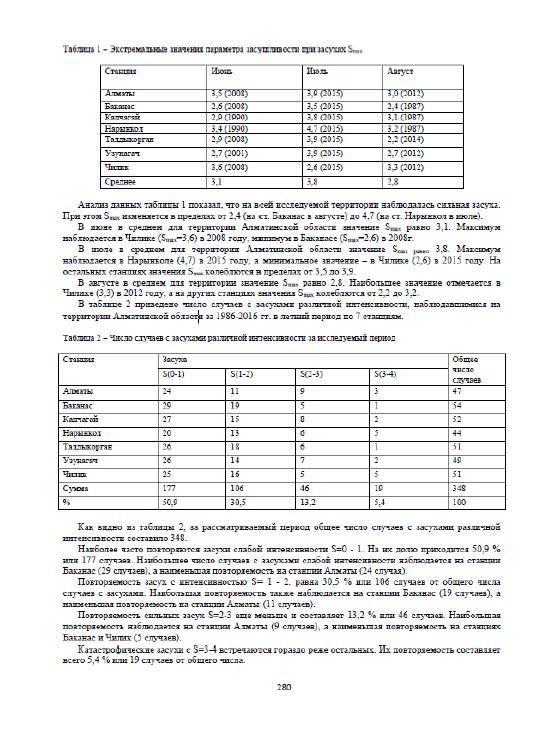 Таблица 1 – Экстремальные значения параметра засушливости при засухах Smax
Станция Июнь Июль Август
Алматы 3,5 (2008) 3,9 (2015) 3,0 (2012)
Баканас 2,6 (2008) 3,5 (2015) 2,4 (1987)
Капчагай 2,9 (1990) 3,8 (2015) 3,1 (1987)
Нарынкол 3,4 (1990) 4,7 (2015) 3,2 (1987)
Талдыкорган 2,9 (2008) 3,9 (2015) 2,2 (2014)
Узунагач 2,7 (2001) 3,9 (2015) 2,7 (2012)
Чилик 3,6 (2008) 2,6 (2015) 3,3 (2012)
Среднее 3,1 3,8 2,8
Анализ данных таблицы 1 показал, что на всей исследуемой территории наблюдалась сильная засуха.
При этом Smax изменяется в пределах от 2,4 (на ст. Баканас в августе) до 4,7 (на ст. Нарынкол в июле).
В июне в среднем для территории Алматинской области значение Smax равно 3,1. Максимум
наблюдается в Чилике (Smax=3,6) в 2008 году, минимум в Баканасе (Smax=2,6) в 2008г.
В июле в среднем для территории Алматинской области значение Smax равно 3,8. Максимум
наблюдается в Нарынколе (4,7) в 2015 году, а минимальное значение – в Чилике (2,6) в 2015 году. На
остальных станциях значения Smax колеблются в пределах от 3,5 до 3,9.
В августе в среднем для территории значение Smax равно 2,8. Наибольшее значение отмечается в
Чилике (3,3) в 2012 году, а на других станциях значения Smax колеблются от 2,2 до 3,2.
В таблице 2 приведено число случаев с засухами различной интенсивности, наблюдавшимися на
территории Алматинской области за 1986-2016 гг. в летний период по 7 станциям.
Таблица 2 – Число случаев с засухами различной интенсивности за исследуемый период
Станция Засуха Общее
число
случаев
S(0-1) S(1-2) S(2-3) S(3-4)
Алматы 24 11 9 3 47
Баканас 29 19 5 1 54
Капчагай 27 15 8 2 52
Нарынкол 20 13 6 5 44
Талдыкорган 26 18 6 1 51
Узунагач 26 14 7 2 49
Чилик 25 16 5 5 51
Сумма 177 106 46 19 348
% 50,9 30,5 13,2 5,4 100
Как видно из таблицы 2, за рассматриваемый период общее число случаев с засухами различной
интенсивности составило 348.
Наиболее часто повторяются засухи слабой интенсивности S=0 - 1. На их долю приходится 50,9 %
или 177 случаев. Наибольшее число случаев с засухами слабой интенсивности наблюдается на станции
Баканас (29 случаев), а наименьшая повторяемость на станции Алматы (24 случая).
Повторяемость засух с интенсивностью S= 1 - 2, равна 30,5 % или 106 случаев от общего числа
случаев с засухами. Наибольшая повторяемость также наблюдается на станции Баканас (19 случаев), а
наименьшая повторяемость на станции Алматы (11 случаев).
Повторяемость сильных засух S=2-3 еще меньше и составляет 13,2 % или 46 случаев. Наибольшая
повторяемость наблюдается на станции Алматы (9 случаев), а наименьшая повторяемость на станциях
Баканас и Чилик (5 случаев).
Катастрофические засухи с S=3-4 встречаются гораздо реже остальных. Их повторяемость составляет
всего 5,4 % или 19 случаев от общего числа.
280